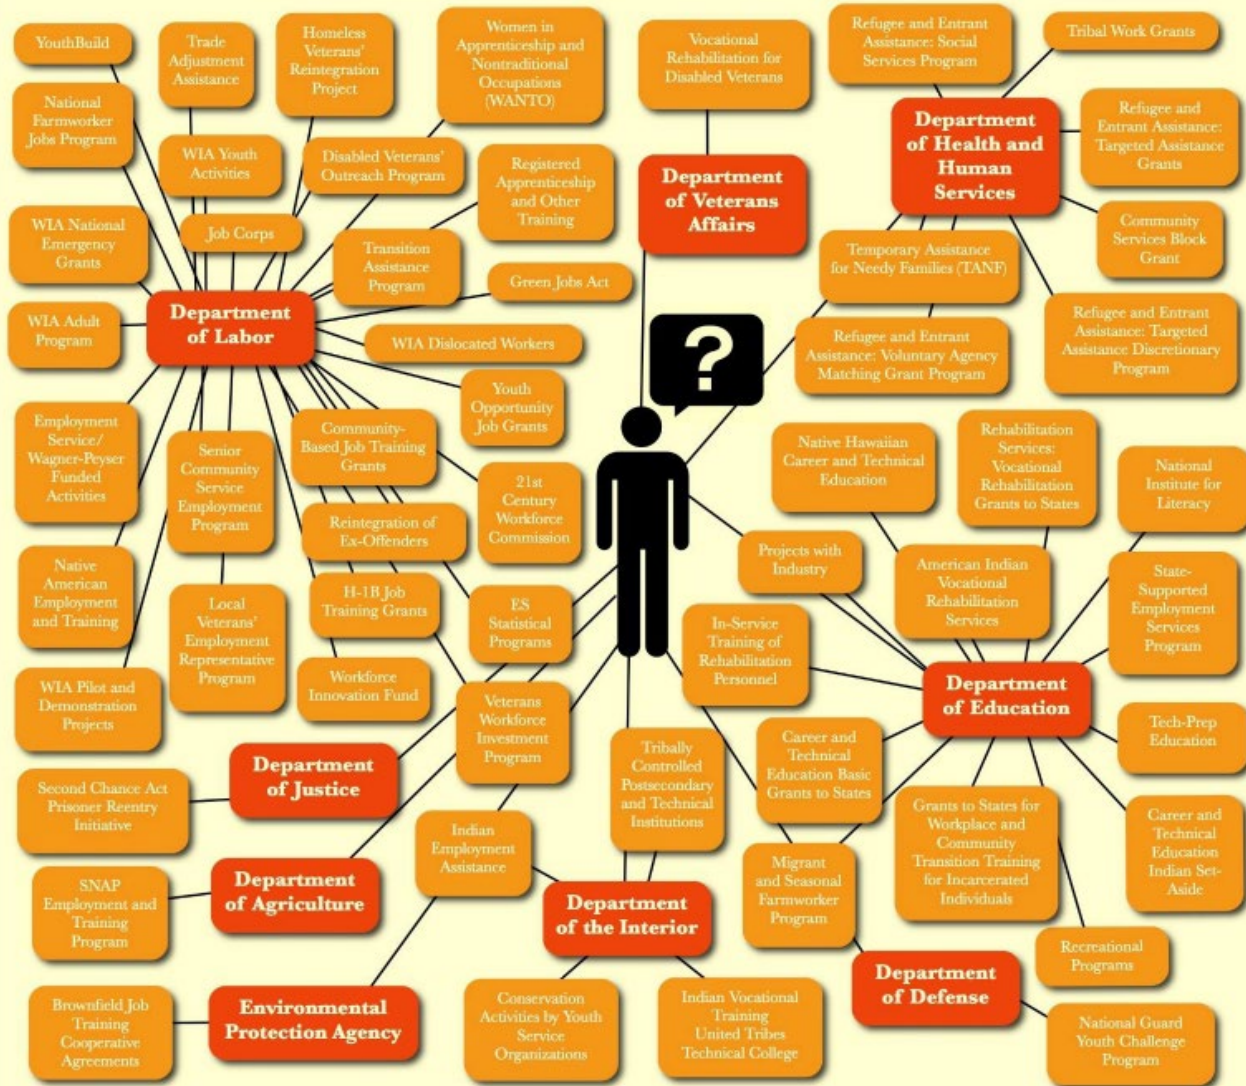 YouthBuild
Trade
Adjustment
Assistance
Homeless
Veterans'
Reintegration
Project
Women in
Apprenticeship and
Nontraditional
Occupations
(WANTO)
Vocational
Rehabilitation for
Disabled Veterans
Refugee and Entrant
Assistance: Social
Services Program
Tribal Work Grants
National
Farmworker
Jobs Program
WIA Youth
Activities
Disabled Veterans'
Outreach Program
Registered
Apprenticeship
and Other
Training
Department
of Veterans
Affairs
Department
of Health and
Human
Services
Refugee and
Entrant Assistance:
Targeted Assistance
Grants
WIA National
Emergency
Grants
Job Corps
Transition
Assistance
Program
Green Jobs Act
Temporary Assistance
for Needy Families (TANF)
Community
Services Block
Grant
WIA Adult
Program
Department
of Labor
WIA Dislocated Workers
?
Refugee and Entrant
Assistance: Voluntary Agency
Matching Grant Program
Refugee and Entrant
Assistance: Targeted
Assistance Discretionary
Program
Employment
Service/
Wagner-Peyser
Funded
Activities
Senior
Community
Service
Employment
Program
Community-
Based Job Training
Grants
Youth
Opportunity
Job Grants
Native Hawaiian
Career and Technical
Education
Rehabilitation
Services:
Vocational
Rehabilitation
Grants to States
National
Institute for
Literacy
Reintegration of
Ex-Offenders
21st
Century
Workforce
Commission
Projects with
Industry
American Indian
Vocational
Rehabilitation
Services
State-
Supported
Employment
Services
Program
Native
American
Employment
and Training
Local
Veterans'
Employment
Representative
Program
H-1B Job
Training Grants
ES
Statistical
Programs
In-Service
Training of
Rehabilitation
Personnel
Department
of Education
WIA Pilot and
Demonstration
Projects
Workforce
Innovation Fund
Veterans
Workforce
Investment
Program
Tribally
Controlled
Postsecondary
and Technical
Institutions
Career and
Technical
Education Basic
Grants to States
Tech-Prep
Education
Second Chance Act
Prisoner Reentry
Initiative
Department
of Justice
Indian
Employment
Assistance
Migrant
and Seasonal
Farmworker
Program
Grants to States for
Workplace and
Community
Transition Training
for Incarcerated
Individuals
Career and
Technical
Education
Indian Set-
Aside
SNAP
Employment and
Training
Program
Department
of Agriculture
Department
of the Interior
Department
of Defense
Recreational
Programs
Brownfield Job
Training
Cooperative
Agreements
Environmental
Protection Agency
Conservation
Activities by Youth
Service
Organizations
Indian Vocational
Training
United Tribes
Technical College
National Guard
Youth Challenge
Program